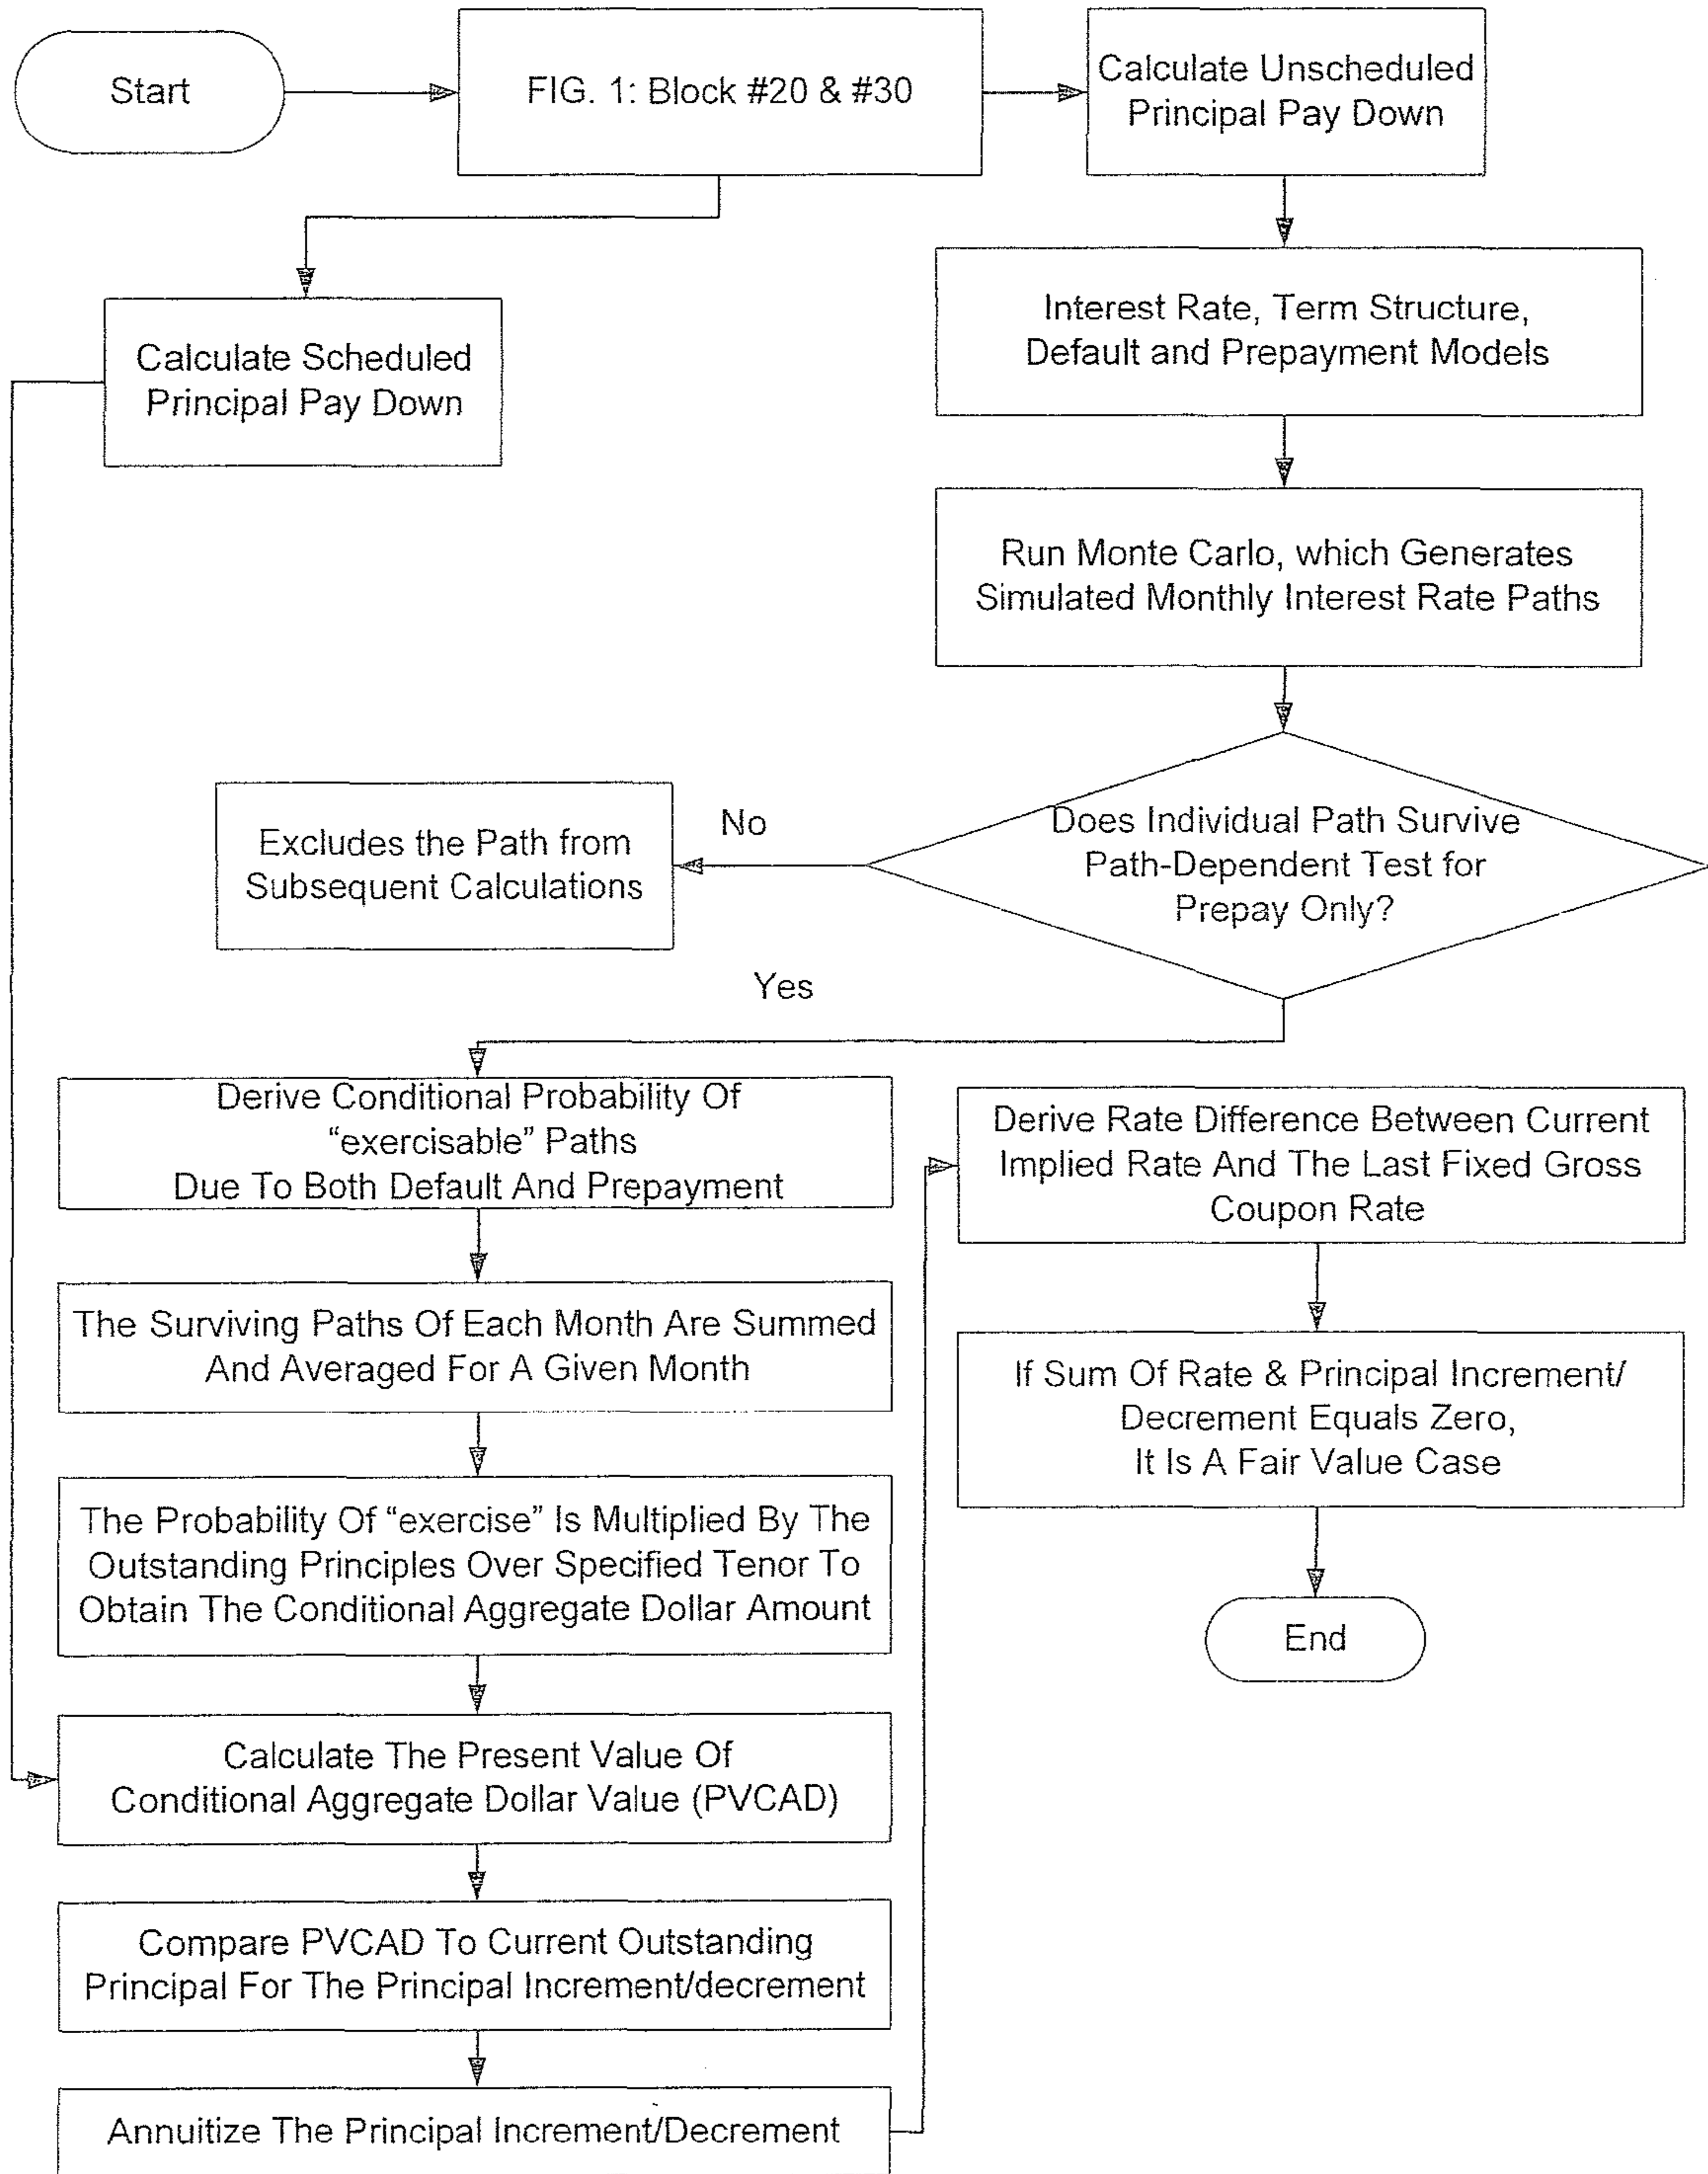 Start
FIG. 1: Block #20 & #30
Calculate Unscheduled
Principal Pay Down
Calculate Scheduled
Principal Pay Down
Interest Rate, Term Structure,
Default and Prepayment Models
Run Monte Carlo, which Generates
Simulated Monthly Interest Rate Paths
Does Individual Path Survive
Path-Dependent Test for
Prepay Only?
No
Excludes the Path from
Subsequent Calculations
Yes
Derive Conditional Probability Of
“exercisable” Paths
Due To Both Default And Prepayment
The Surviving Paths Of Each Month Are Summed
And Averaged For A Given Month
The Probability Of “exercise” Is Multiplied By The
Outstanding Principles Over Specified Tenor To
Obtain The Conditional Aggregate Dollar Amount
Calculate The Present Value Of
Conditional Aggregate Dollar Value (PVCAD)
Compare PVCAD To Current Outstanding
Principal For The Principal Increment/decrement
Annuitize The Principal Increment/Decrement
Derive Rate Difference Between Current
Implied Rate And The Last Fixed Gross
Coupon Rate
If Sum Of Rate & Principal Increment/
Decrement Equals Zero,
It Is A Fair Value Case
End